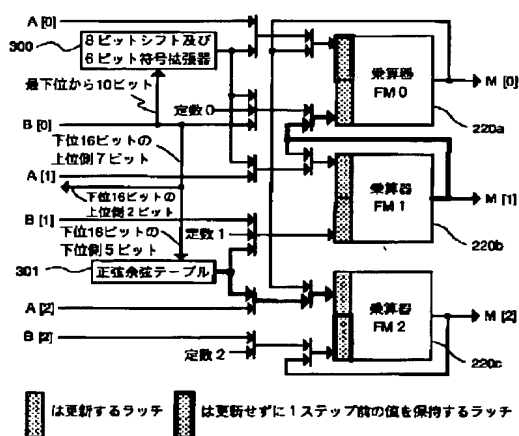 A [0]
300
8ビットシフト及び
6ビット符号拡張器
最下位から10ビット
定数0
B [0]
下位16ビットの
上位側7ビット
A [1]
下位16ビットの
上位側2ビット
B [1]
下位16ビットの
下位側5ビット
定数1
301
正弦余弦テーブル
A [2]
B [2]
定数2
乗算器
FM0
M [0]
220a
乗算器
FM1
M [1]
220b
乗算器
FM2
M [2]
220c
は更新するラッチ
は更新せずに1ステップ前の値を保持するラッチ